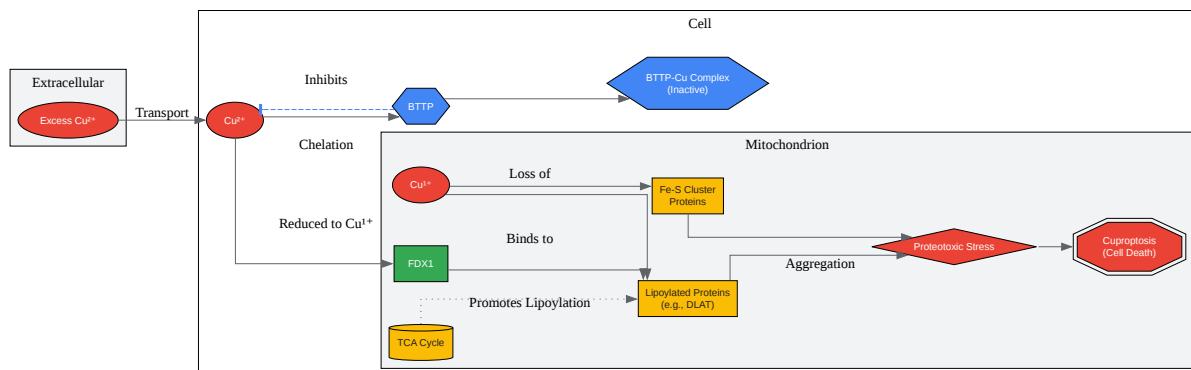 Cell
Extracellular
Excess Cu²⁺
Transport
Cu²⁺
Inhibits
Chelation
BTTP
BTTP-Cu Complex
(Inactive)
Mitochondrion
Cu¹⁺
Loss of
Fe-S Cluster
Proteins
Reduced to Cu¹⁺
Binds to
FDX1
Proteotoxic Stress
Cuproptosis
(Cell Death)
Aggregation
Lipoylated Proteins
(e.g., DLAT)
Promotes Lipoylation
TCA Cycle